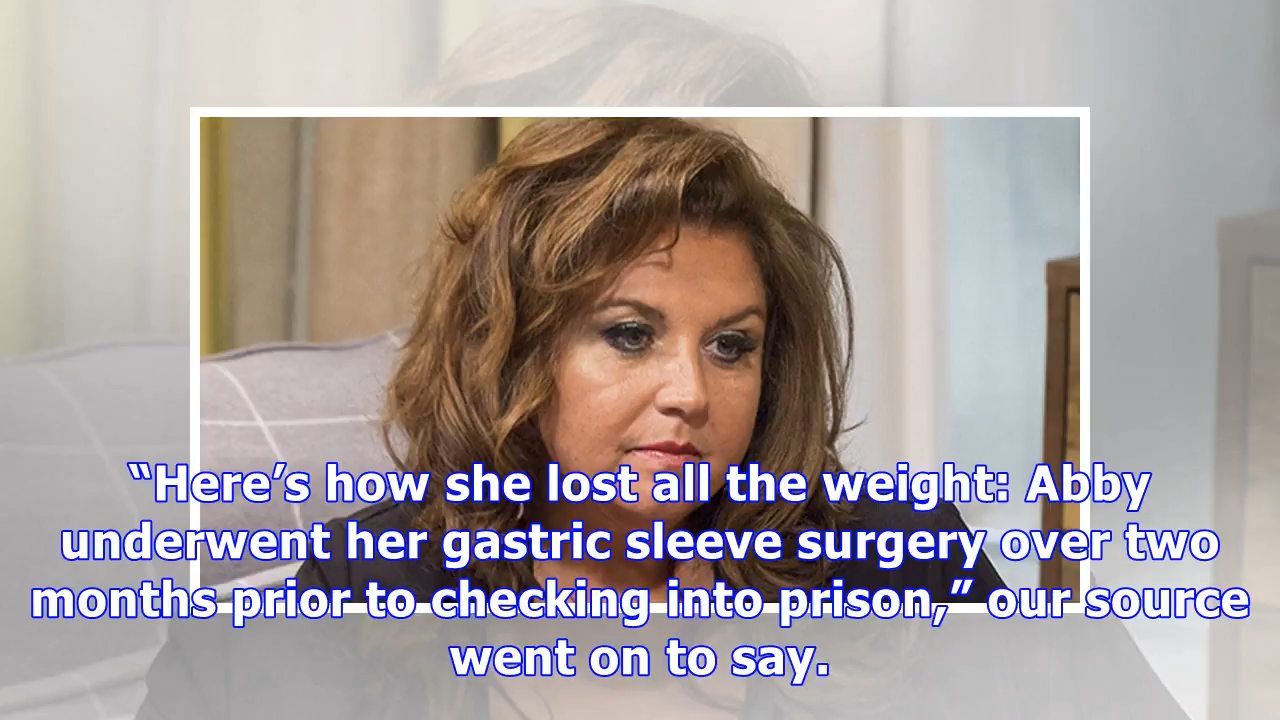 “Here’s how she lost all the weight: Abby
underwent her gastric sleeve surgery over two
months prior to checking into prison,” our source
went on to say.